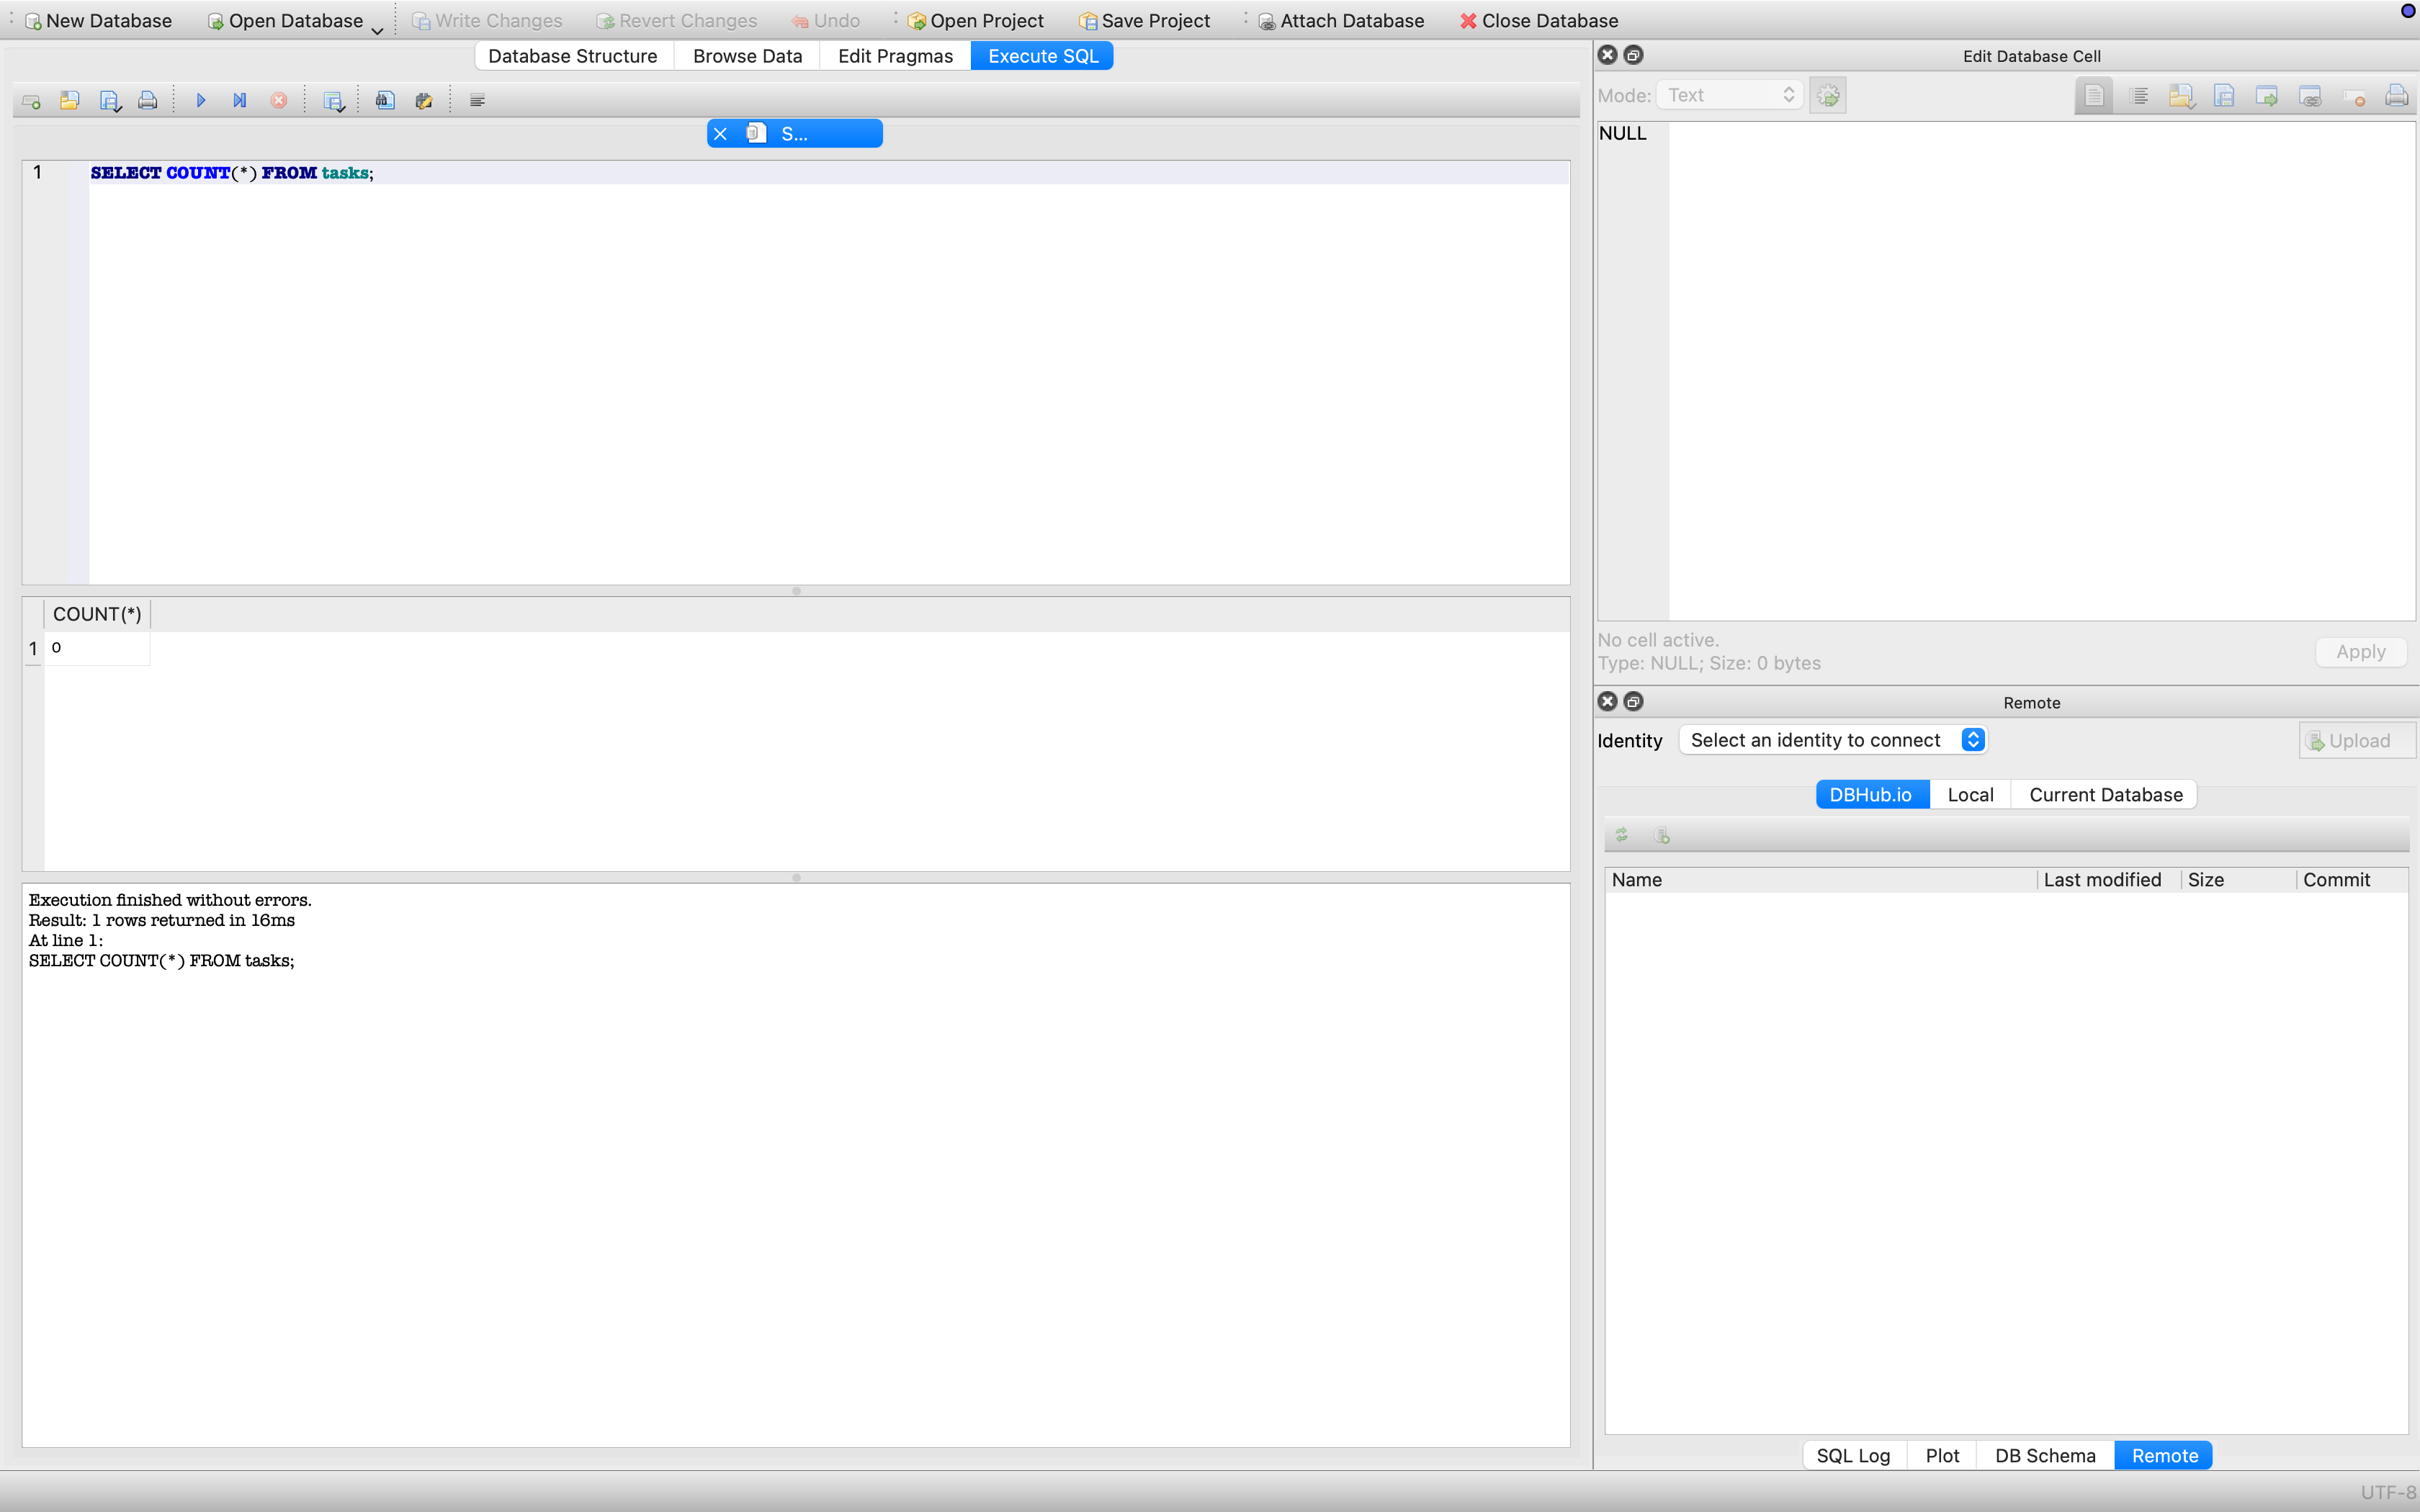 New Database Open Database Write Changes Revert Changes Undo Open Project Save Project Attach Database Close Database
Database Structure Browse Data Edit Pragmas Execute SQL
S...
1 SELECT COUNT(*) FROM tasks;
COUNT(*)
1 0
Execution finished without errors.
Result: 1 rows returned in 16ms
At line 1:
SELECT COUNT(*) FROM tasks;
Edit Database Cell
Mode: Text
NULL
No cell active.
Type: NULL; Size: 0 bytes
Apply
Remote
Identity Select an identity to connect Upload
DBHub.io Local Current Database
Name Last modified Size Commit
SQL Log Plot DB Schema Remote
UTF-8